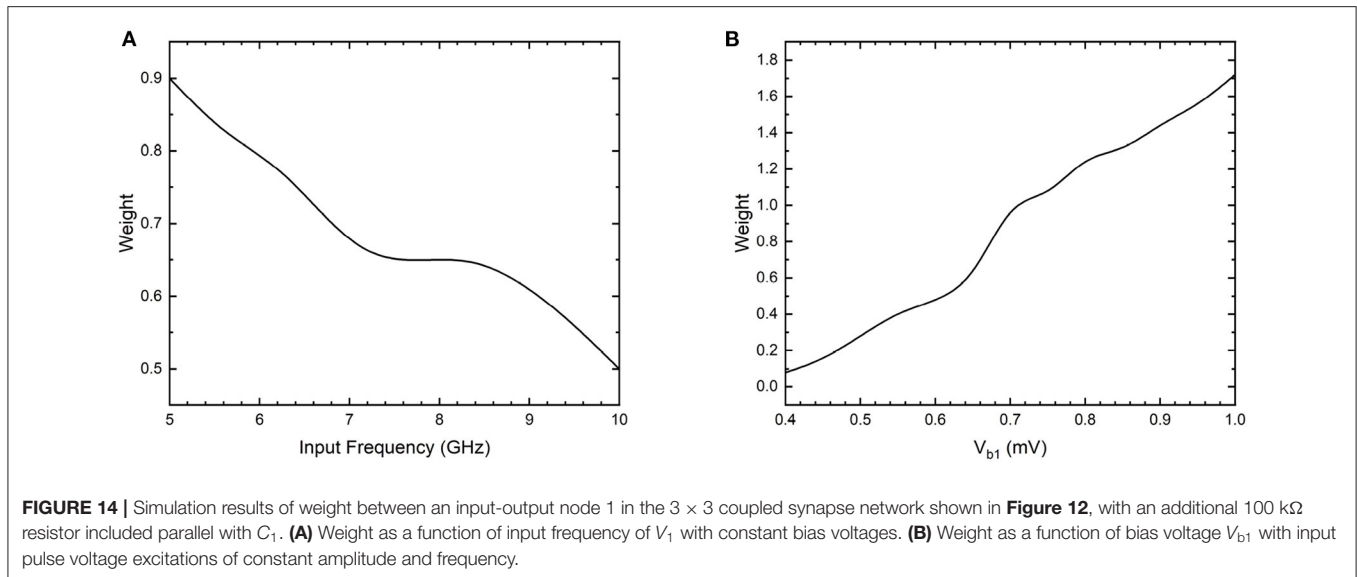 A
0.9
0.8
0.7
0.6
0.5
Weight
5 6 7 8 9 10
Input Frequency (GHz)
B
1.8
1.6
1.4
1.2
1.0
0.8
0.6
0.4
0.2
0.0
Weight
0.4 0.5 0.6 0.7 0.8 0.9 1.0
Vb1 (mV)
FIGURE 14 | Simulation results of weight between an input-output node 1 in the 3 × 3 coupled synapse network shown in Figure 12, with an additional 100 kΩ
resistor included parallel with C1. (A) Weight as a function of input frequency of V1 with constant bias voltages. (B) Weight as a function of bias voltage Vb1 with input
pulse voltage excitations of constant amplitude and frequency.